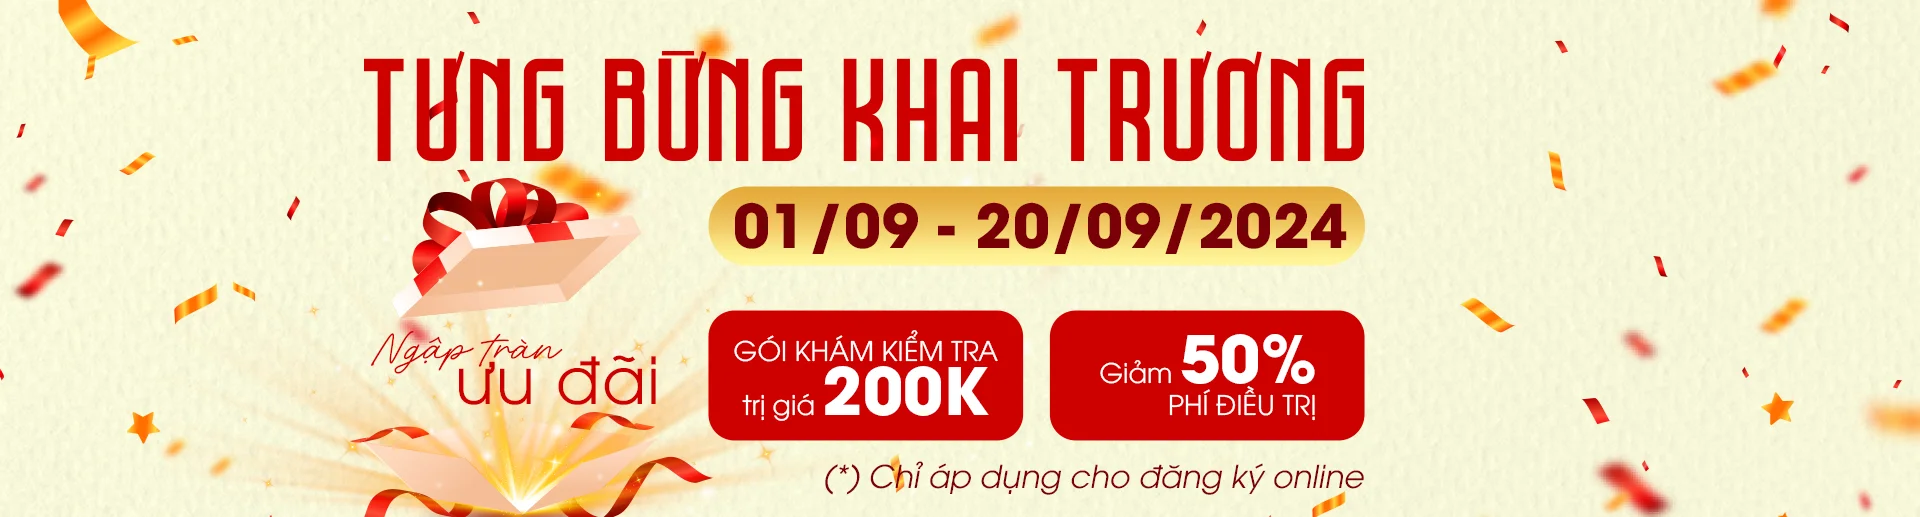 TƯNG BỪNG KHAI TRƯƠNG
01/09 - 20/09/2024
Ngập tràn
ưu đãi
GÓI KHÁM KIỂM TRA
trị giá 200K
Giảm 50%
PHÍ ĐIỀU TRỊ
(*) Chỉ áp dụng cho đăng ký online